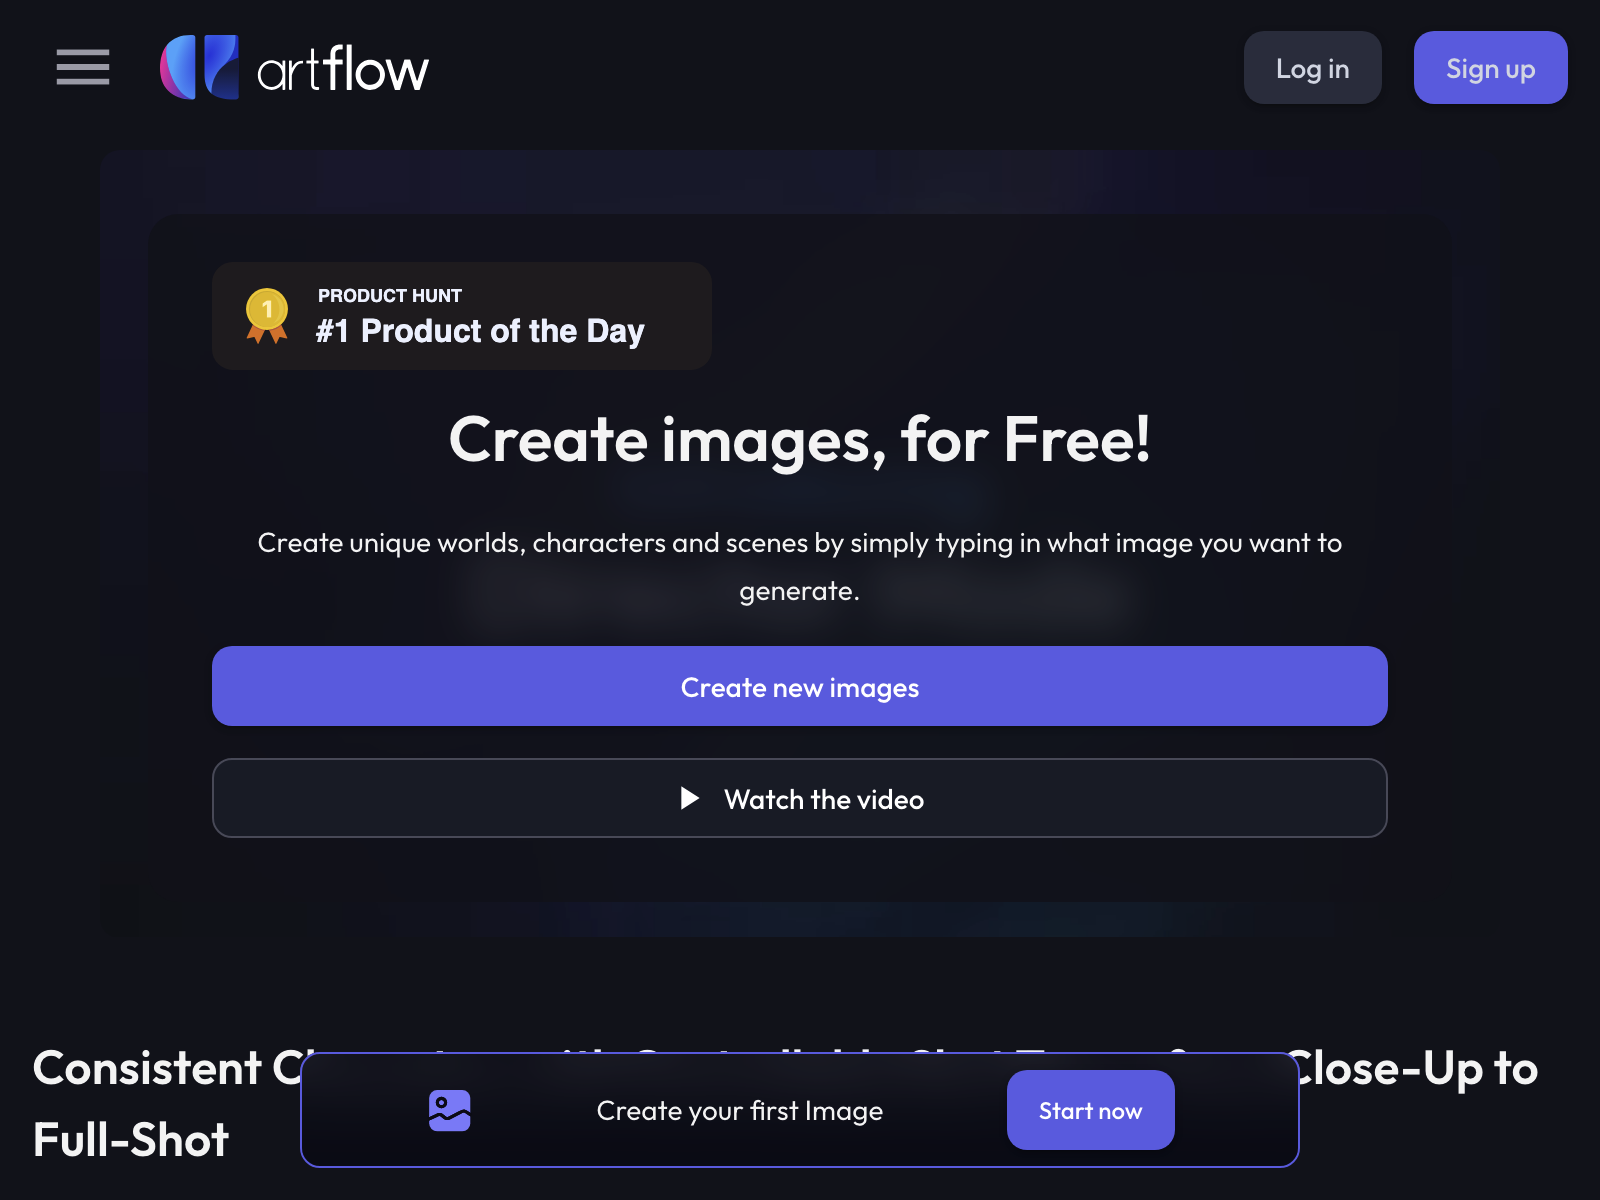 artflow
Log in
Sign up
PRODUCT HUNT
#1 Product of the Day
Create images, for Free!
Create unique worlds, characters and scenes by simply typing in what image you want to
generate.
Create new images
Watch the video
Consistent Close-Up to
Full-Shot
Create your first Image
Start now